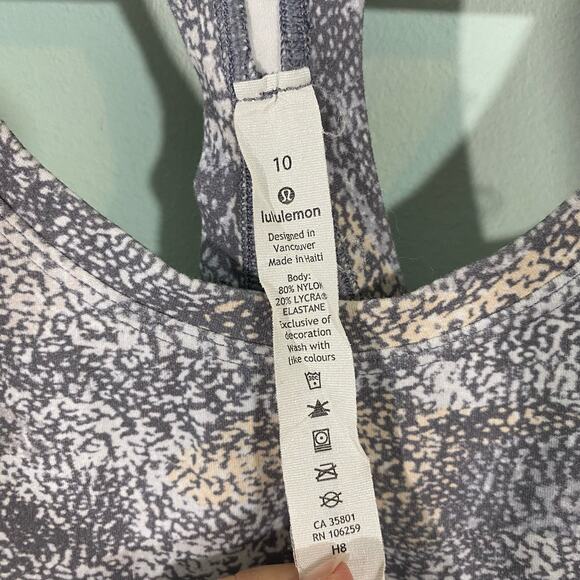 10
lululemon
Designed in
Vancouver
Made in Haiti
Body:
80% NYLON
20% LYCRA®
ELASTANE
Exclusive of
decoration
Wash with
like colours
CA 35801
RN 106259
H8